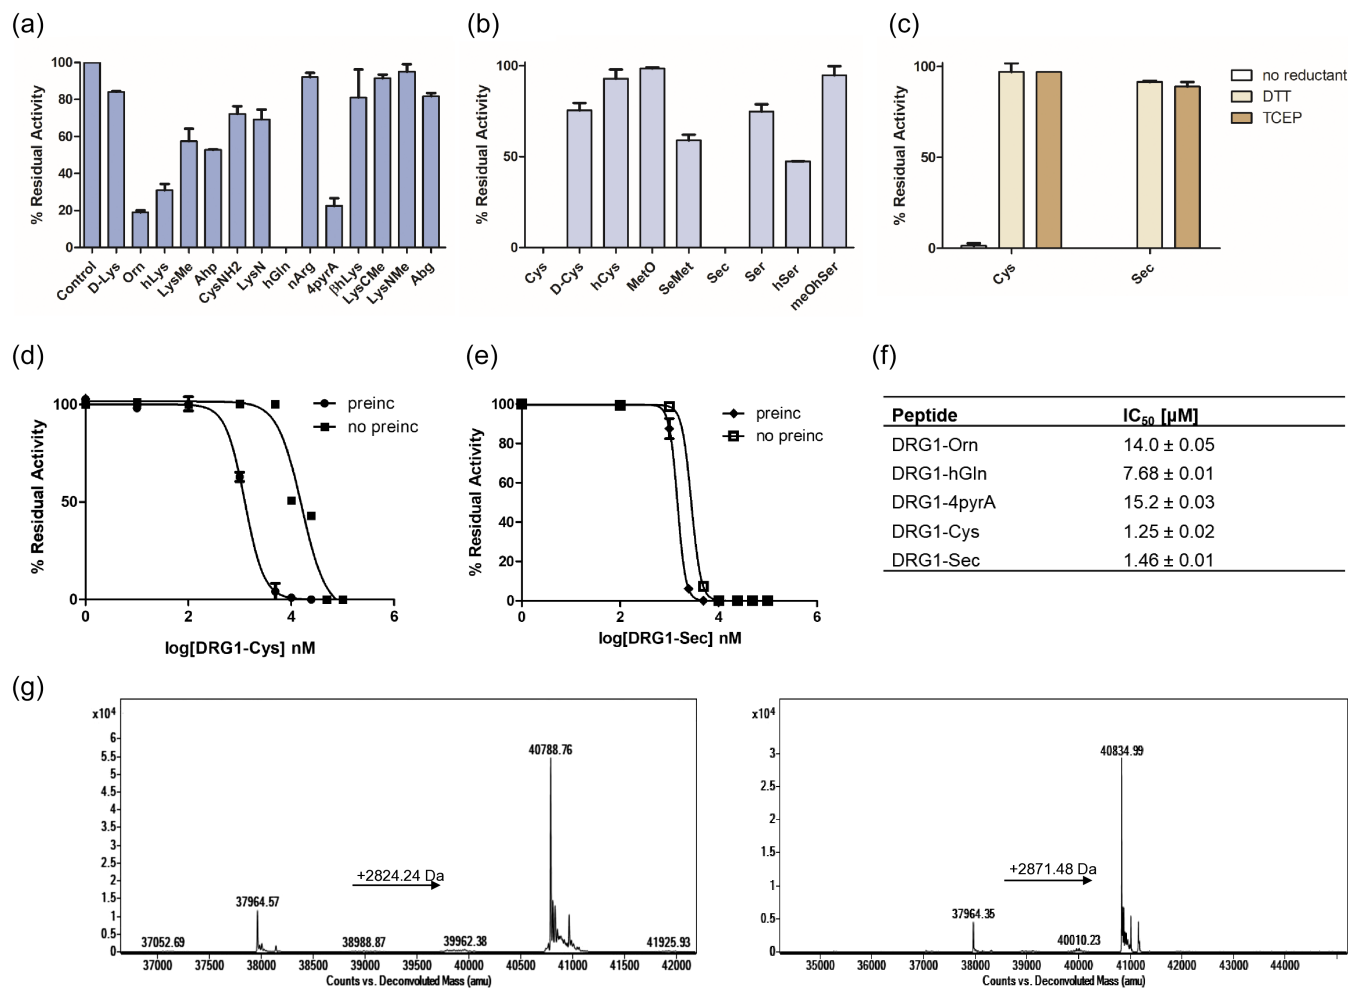 (a)
% Residual Activity
100
80
60
40
20
0
Control
D-Lys
Orn
hLys
LysMe
Ahp
CysNH2
LysN
hGln
nArg
4pyrA
βhLys
LysCMe
LysNMe
Abg
(b)
% Residual Activity
100
50
0
Cys
D-Cys
hCys
MetO
SeMet
Sec
Ser
hSer
meOhSer
(c)
% Residual Activity
100
50
0
Cys
Sec
no reductant
DTT
TCEP
(d)
% Residual Activity
100
50
0
0 2 4 6
log[DRG1-Cys] nM
preinc
no preinc
(e)
% Residual Activity
100
80
60
40
20
0
0 2 4 6
log[DRG1-Sec] nM
preinc
no preinc
(f)
Peptide IC50 [µM]
DRG1-Orn 14.0 ± 0.05
DRG1-hGln 7.68 ± 0.01
DRG1-4pyrA 15.2 ± 0.03
DRG1-Cys 1.25 ± 0.02
DRG1-Sec 1.46 ± 0.01
(g)
x10⁴
6
5.5
5
4.5
4
3.5
3
2.5
2
1.5
1
0.5
0
40788.76
+2824.24 Da
37964.57
37052.69
38988.87
39962.38
41925.93
37000 37500 38000 38500 39000 39500 40000 40500 41000 41500 42000
Counts vs. Deconvoluted Mass (amu)
x10⁴
3
2.5
2
1.5
1
0.5
0
40834.99
+2871.48 Da
37964.35
40010.23
35000 36000 37000 38000 39000 40000 41000 42000 43000 44000
Counts vs. Deconvoluted Mass (amu)